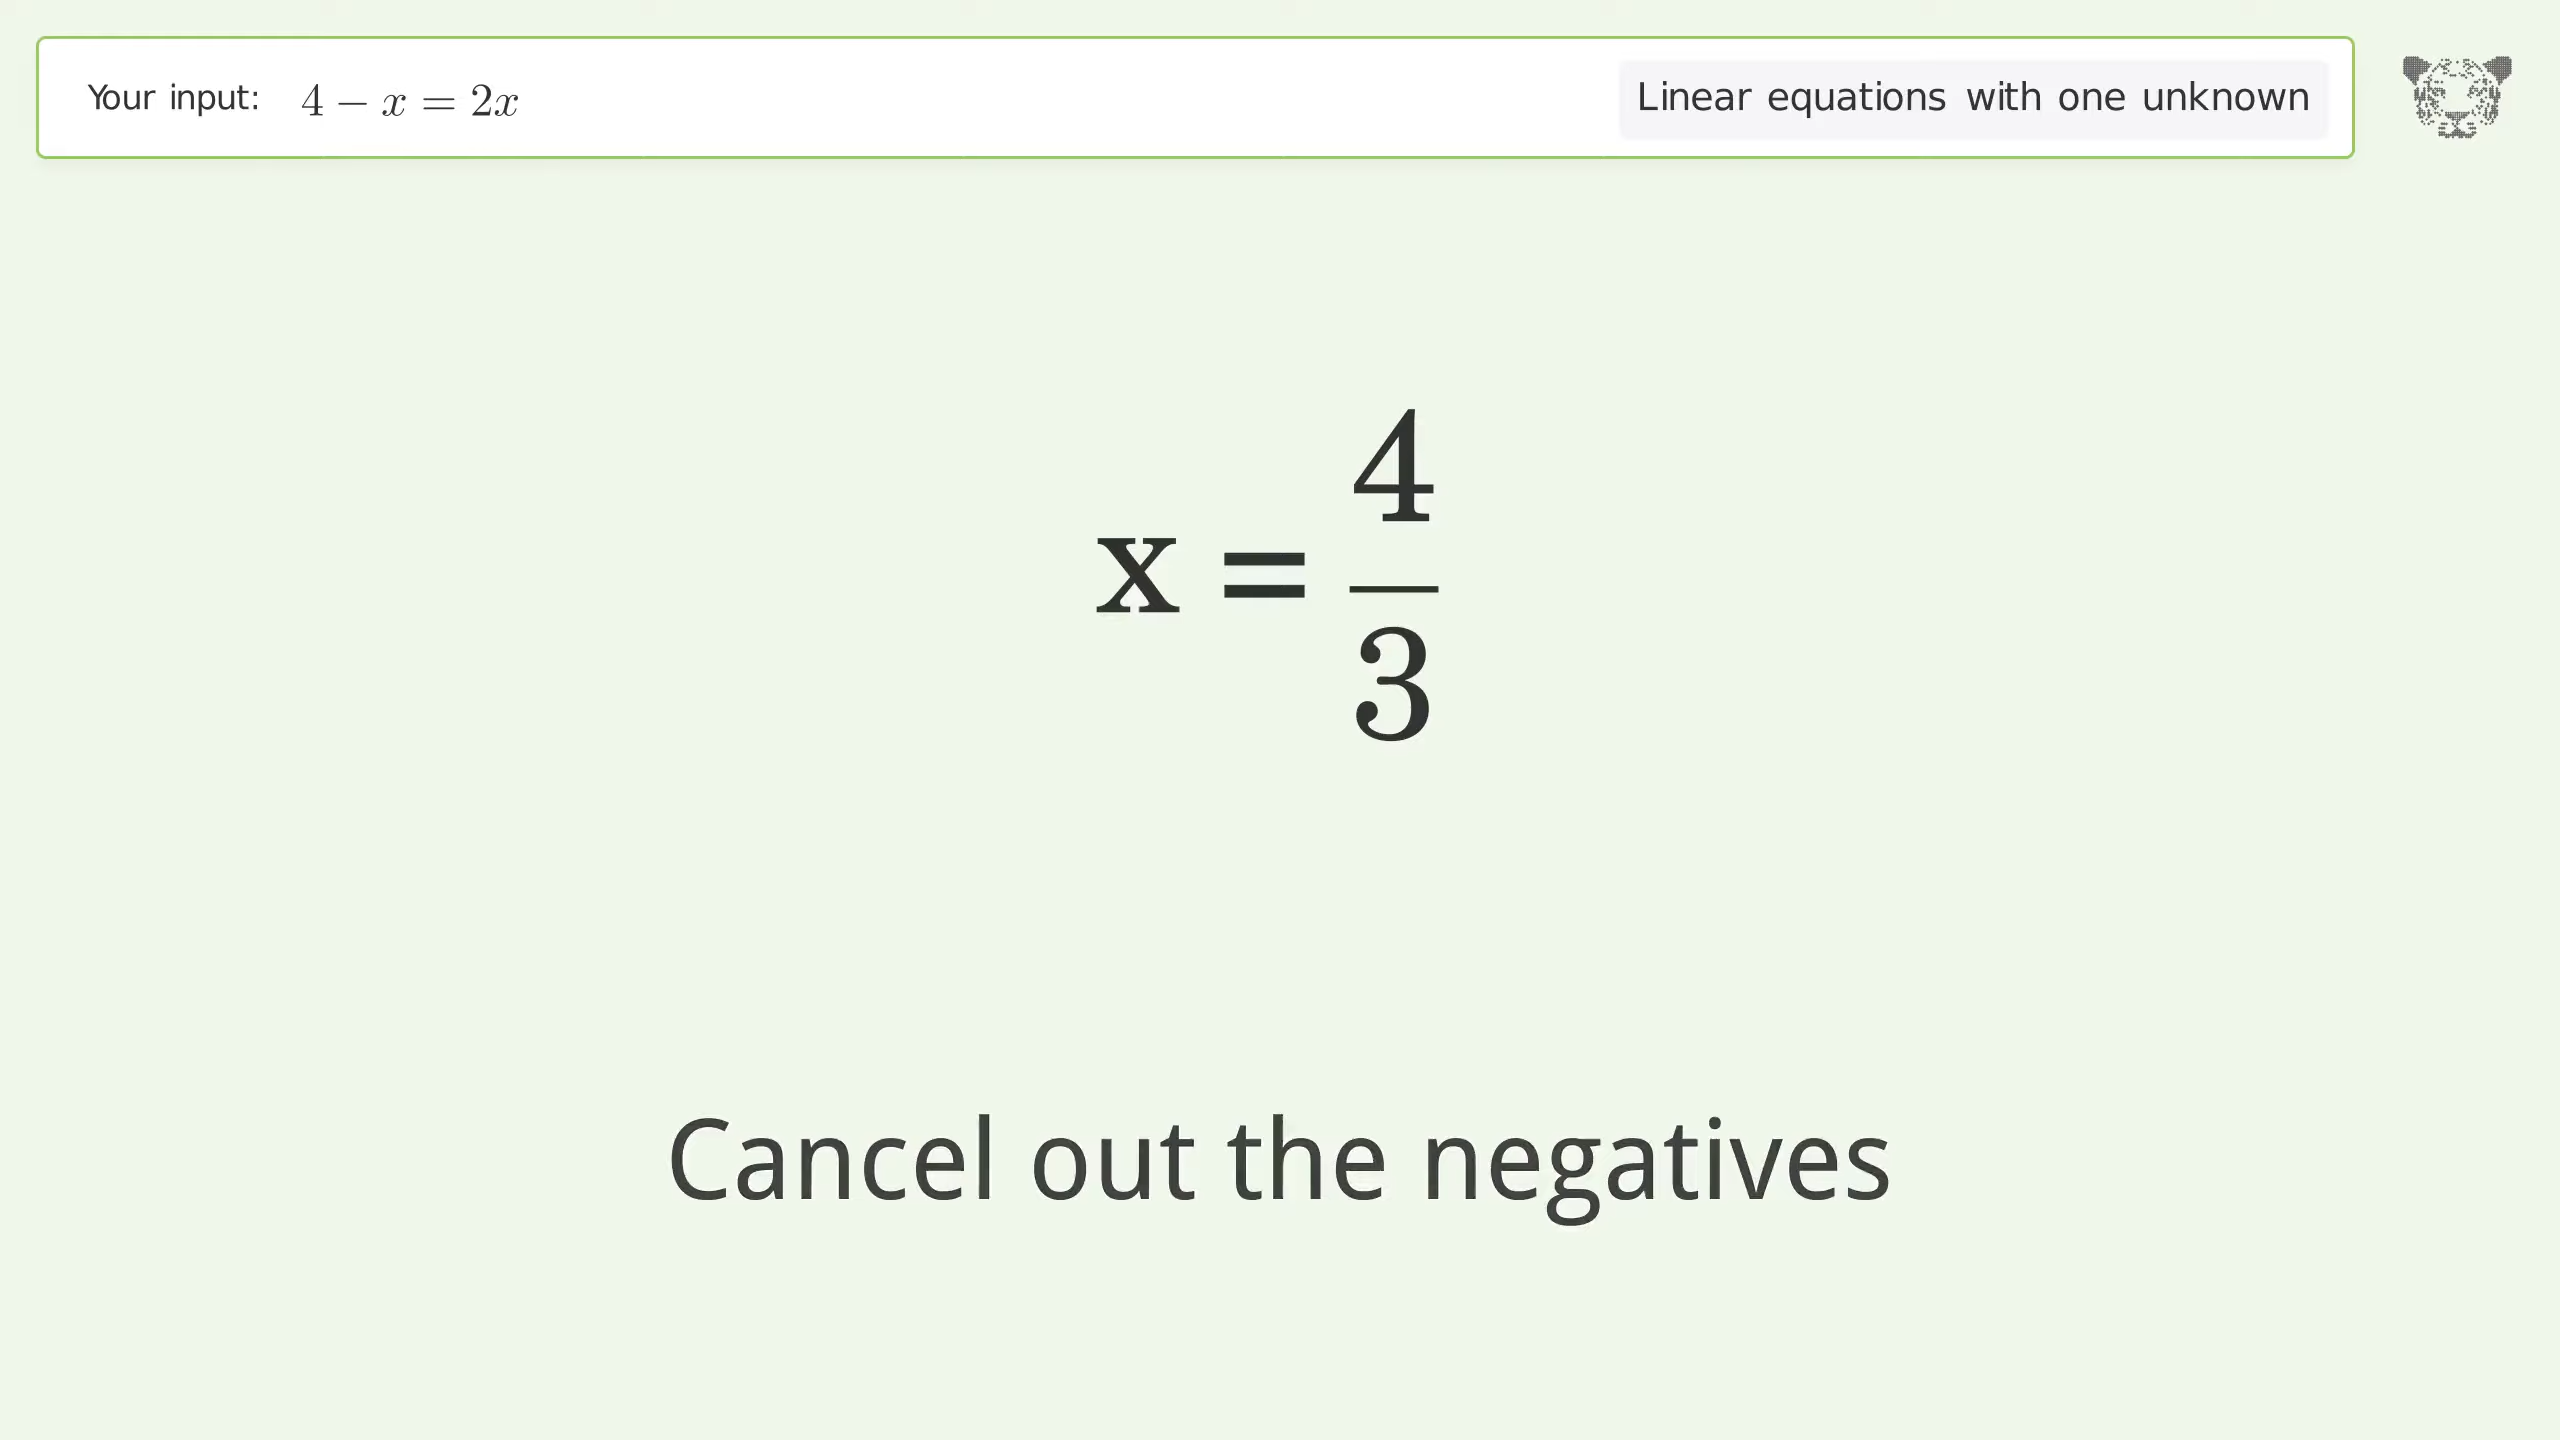 Your input: 4 − x = 2x
Linear equations with one unknown
x = 4/3
Cancel out the negatives